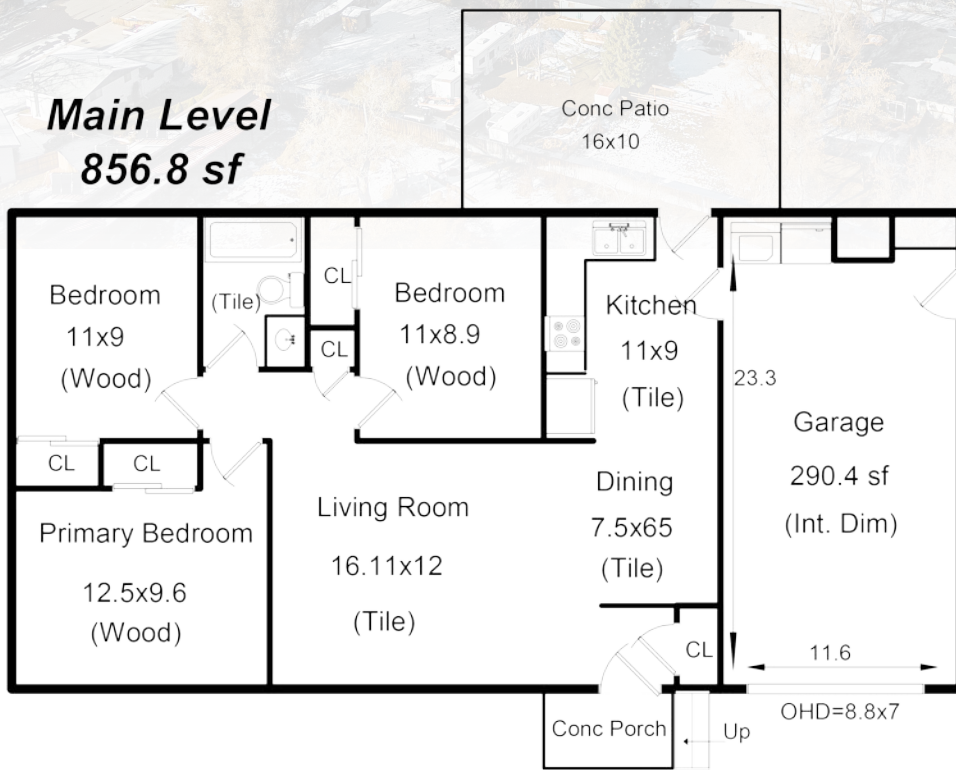 Main Level
856.8 sf
Conc Patio
16x10
Bedroom
11x9
(Wood)
(Tile)
CL
CL
Bedroom
11x8.9
(Wood)
Kitchen
11x9
(Tile)
23.3
Garage
290.4 sf
(Int. Dim)
CL
CL
Primary Bedroom
12.5x9.6
(Wood)
Living Room
16.11x12
(Tile)
Dining
7.5x65
(Tile)
CL
11.6
OHD=8.8x7
Conc Porch
Up